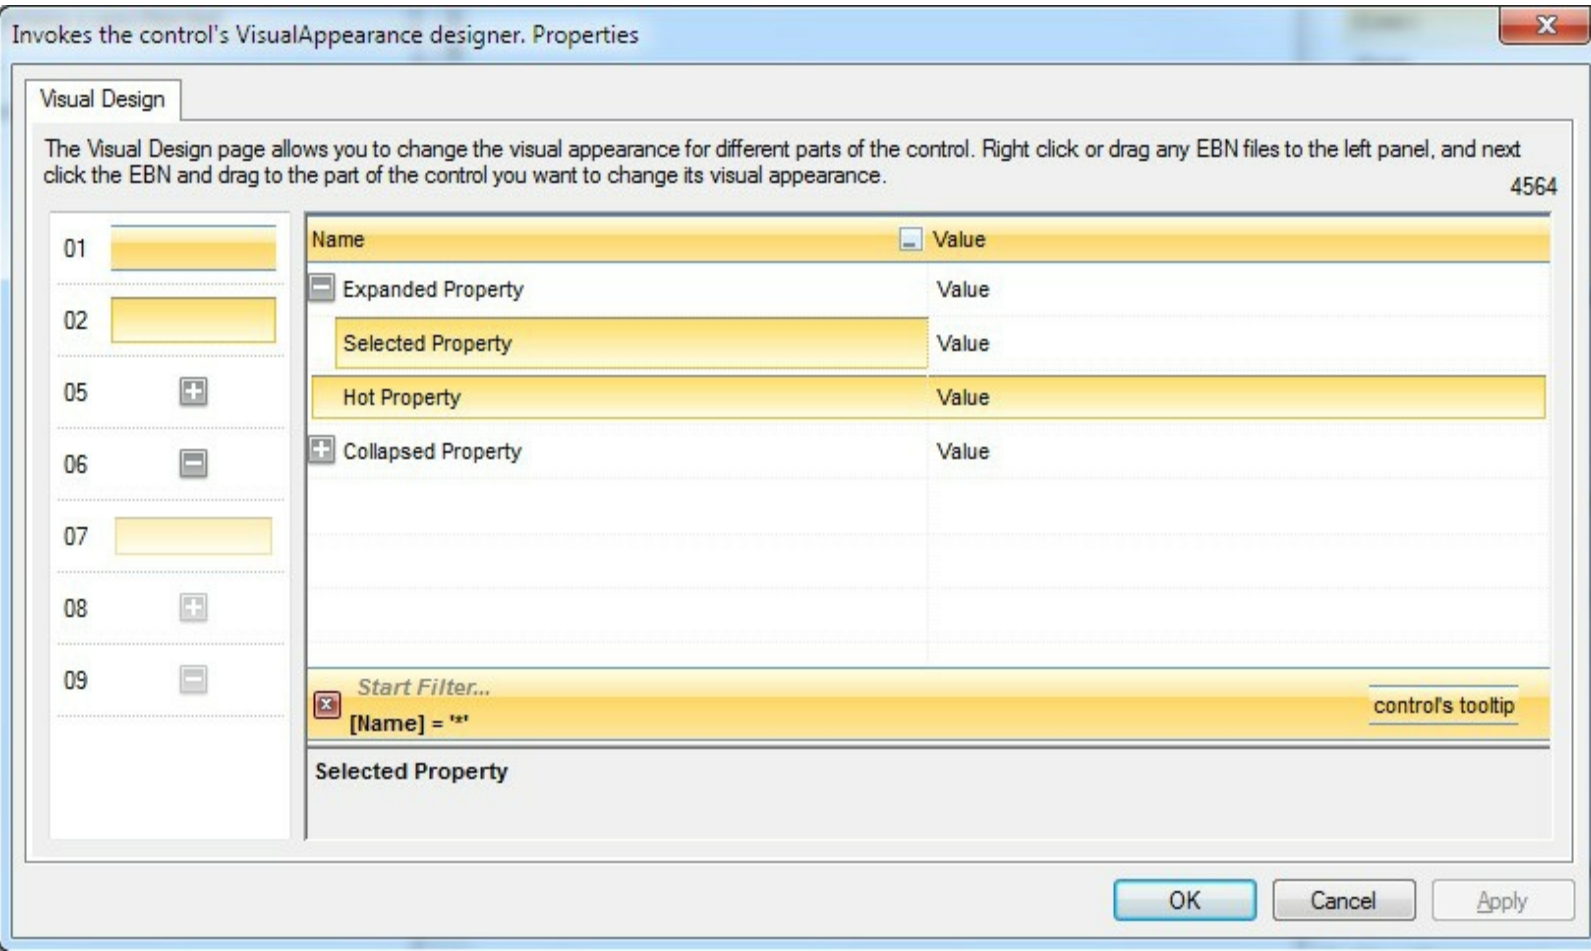 Invokes the control's VisualAppearance designer. Properties
Visual Design
The Visual Design page allows you to change the visual appearance for different parts of the control. Right click or drag any EBN files to the left panel, and next
click the EBN and drag to the part of the control you want to change its visual appearance.
4564
01
02
05
06
07
08
09
Name Value
Expanded Property Value
Selected Property Value
Hot Property Value
Collapsed Property Value
Start Filter...
[Name] = '*'
control's tooltip
Selected Property
OK Cancel Apply